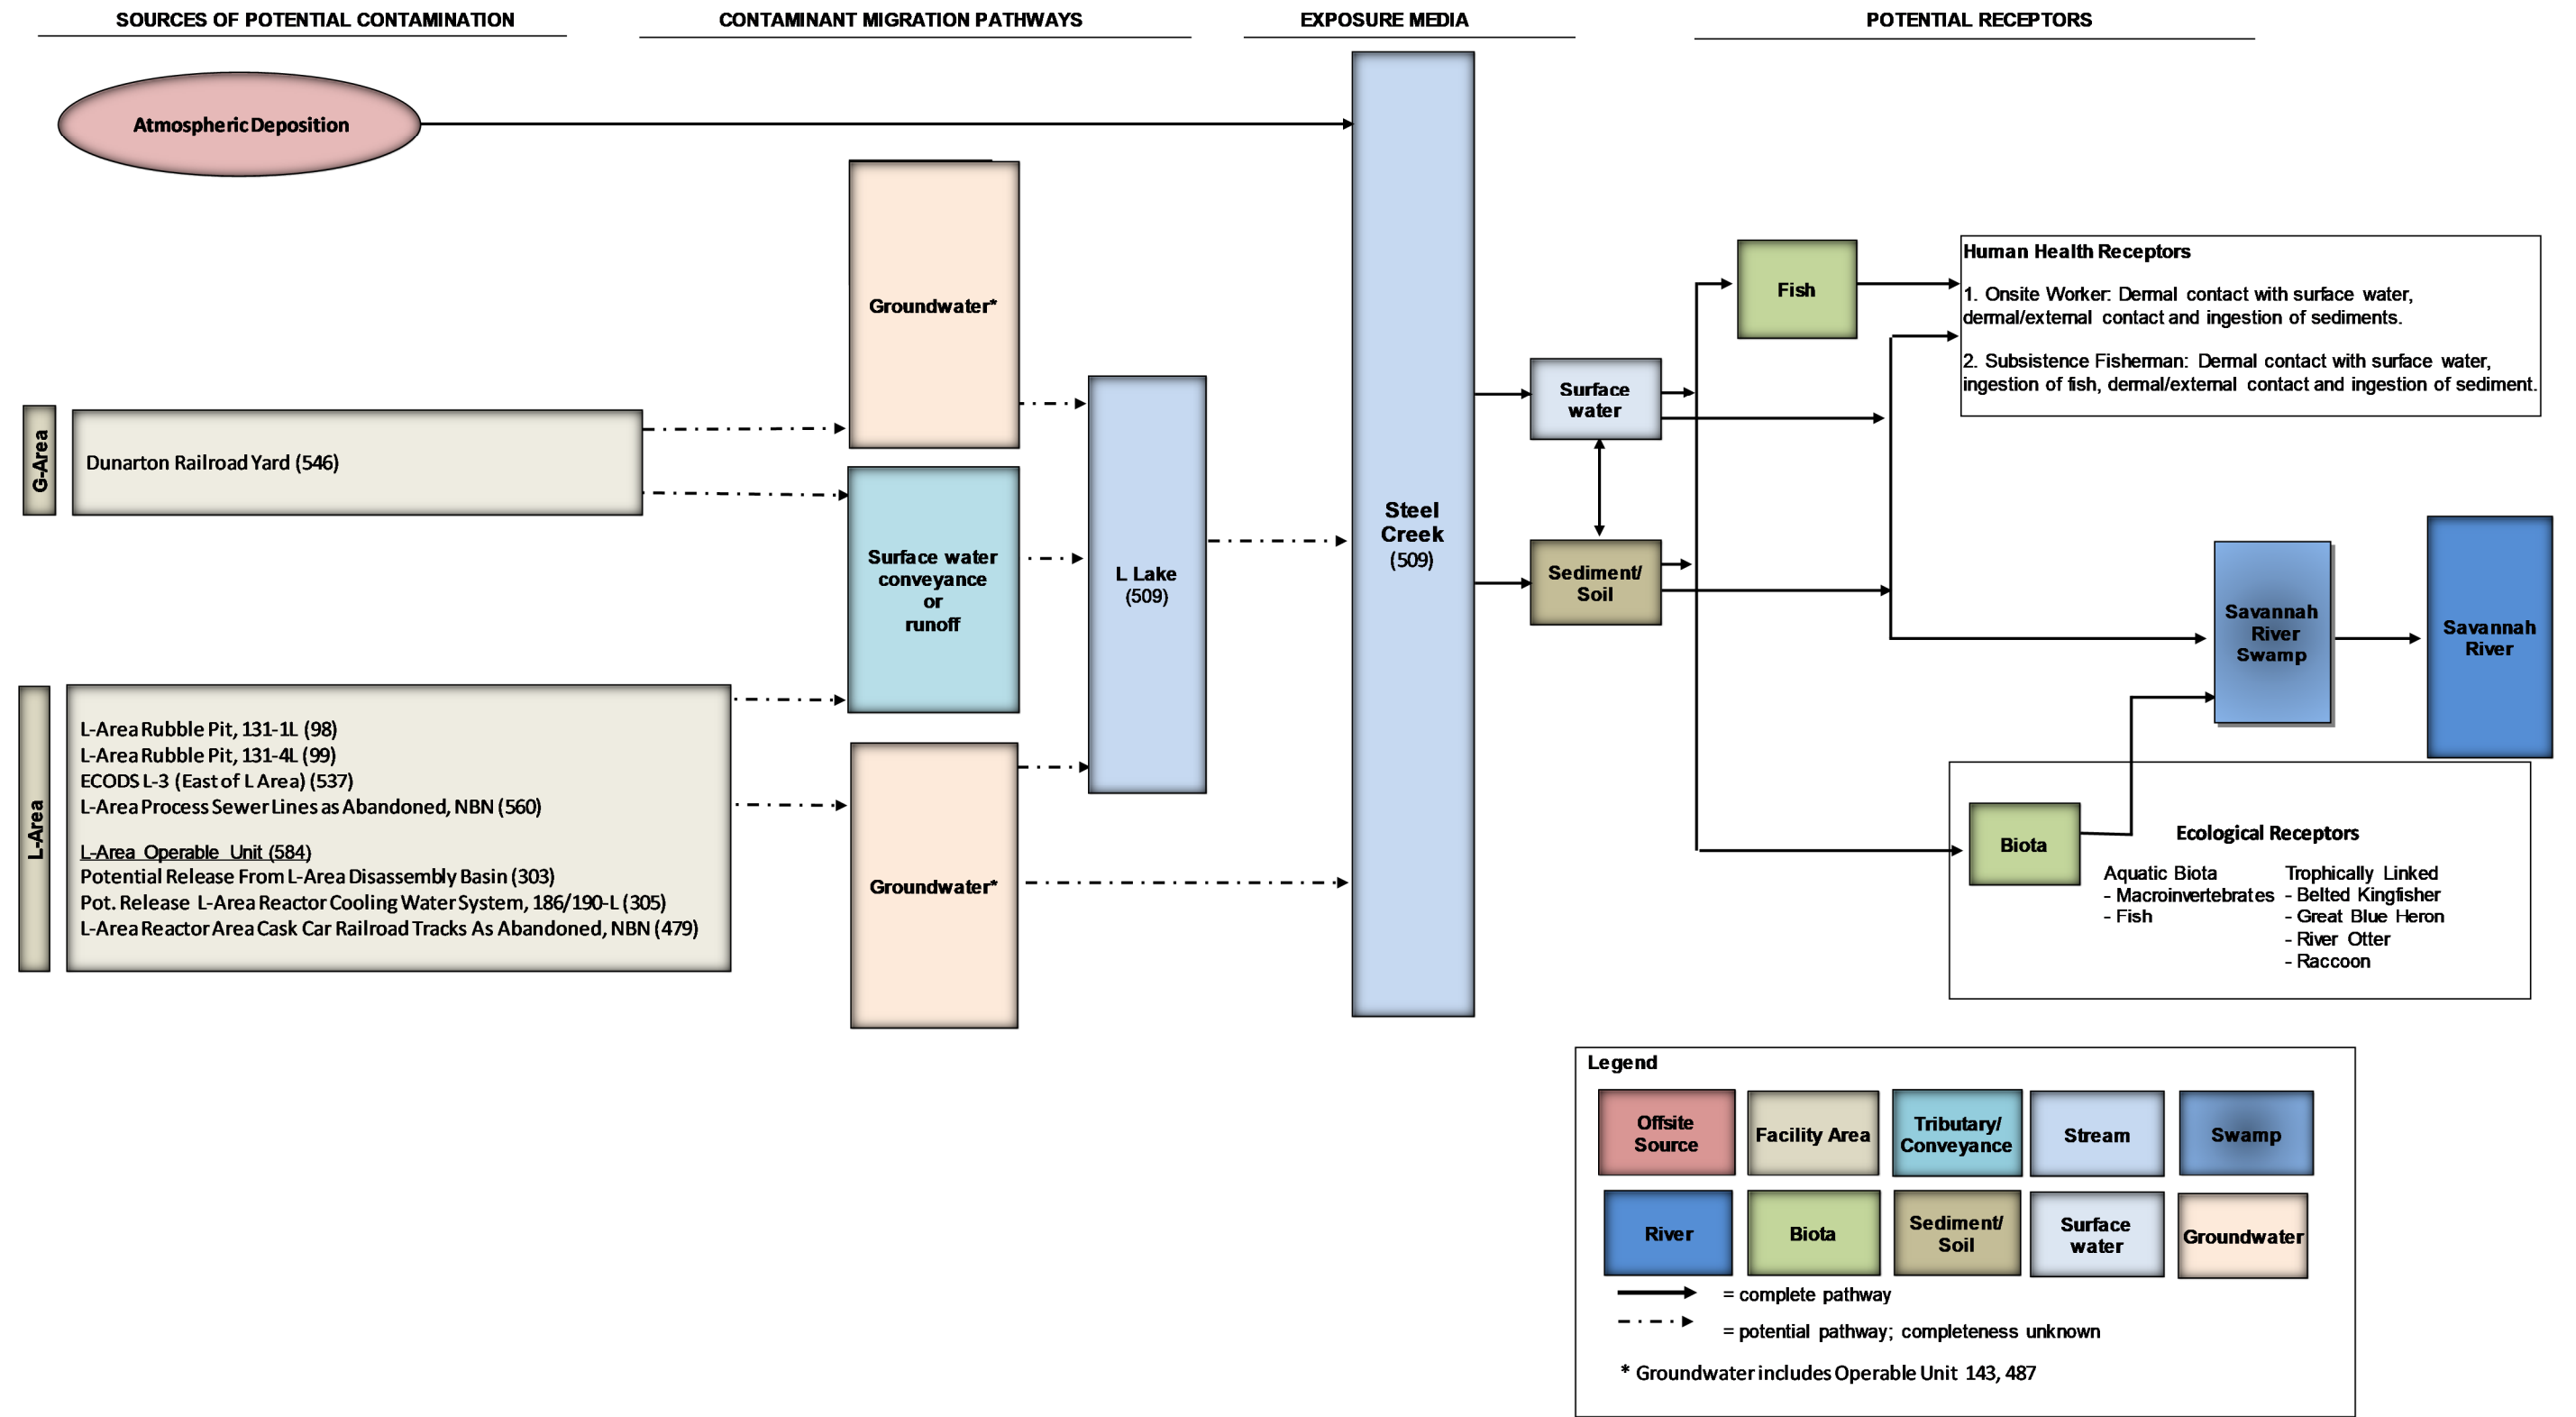 SOURCES OF POTENTIAL CONTAMINATION
CONTAMINANT MIGRATION PATHWAYS
EXPOSURE MEDIA
POTENTIAL RECEPTORS
Atmospheric Deposition
Groundwater*
G-Area
Dunarton Railroad Yard (546)
Surface water
conveyance
or
runoff
L Lake
(509)
L-Area
L-Area Rubble Pit, 131-1L (98)
L-Area Rubble Pit, 131-4L (99)
ECODS L-3 (East of L Area) (537)
L-Area Process Sewer Lines as Abandoned, NBN (560)
L-Area Operable Unit (584)
Potential Release From L-Area Disassembly Basin (303)
Pot. Release L-Area Reactor Cooling Water System, 186/190-L (305)
L-Area Reactor Area Cask Car Railroad Tracks As Abandoned, NBN (479)
Groundwater*
Steel
Creek
(509)
Surface
water
Sediment/
Soil
Fish
Human Health Receptors
1. Onsite Worker: Dermal contact with surface water,
dermal/external contact and ingestion of sediments.
2. Subsistence Fisherman: Dermal contact with surface water,
ingestion of fish, dermal/external contact and ingestion of sediment.
Savannah
River
Swamp
Savannah
River
Biota
Ecological Receptors
Aquatic Biota
- Macroinvertebrates
- Fish
Trophically Linked
- Belted Kingfisher
- Great Blue Heron
- River Otter
- Raccoon
Legend
Offsite
Source
Facility Area
Tributary/
Conveyance
Stream
Swamp
River
Biota
Sediment/
Soil
Surface
water
Groundwater
= complete pathway
= potential pathway; completeness unknown
* Groundwater includes Operable Unit 143, 487